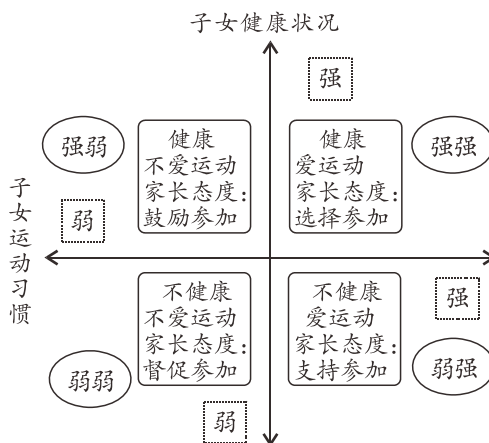 子女健康状况
强
强弱
健康
不爱运动
家长态度:
鼓励参加
健康
爱运动
家长态度:
选择参加
强强
子女运动习惯
弱
强
不健康
不爱运动
家长态度:
督促参加
不健康
爱运动
家长态度:
支持参加
弱弱
弱强
弱